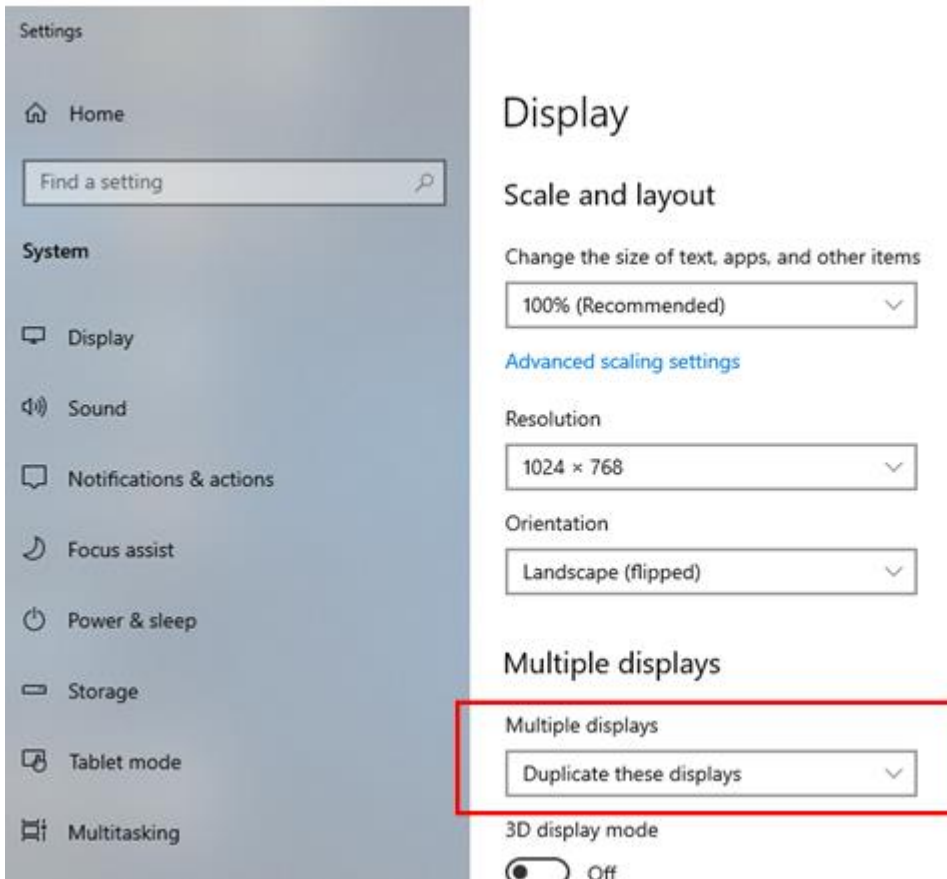 Settings
Home
Find a setting
System
Display
Sound
Notifications & actions
Focus assist
Power & sleep
Storage
Tablet mode
Multitasking
Display
Scale and layout
Change the size of text, apps, and other items
100% (Recommended)
Advanced scaling settings
Resolution
1024 × 768
Orientation
Landscape (flipped)
Multiple displays
Multiple displays
Duplicate these displays
3D display mode
Off